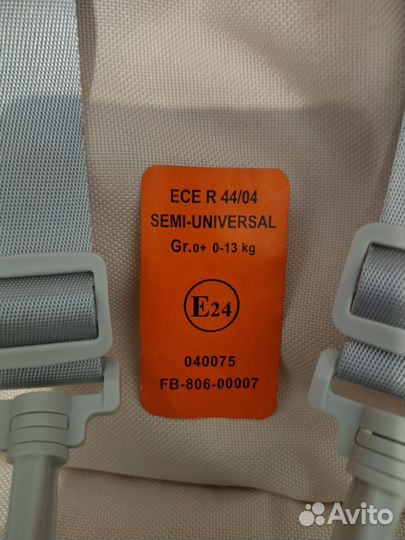 ECE R 44/04
SEMI-UNIVERSAL
Gr.0+ 0-13 kg
E24
040075
FB-806-00007
Avito